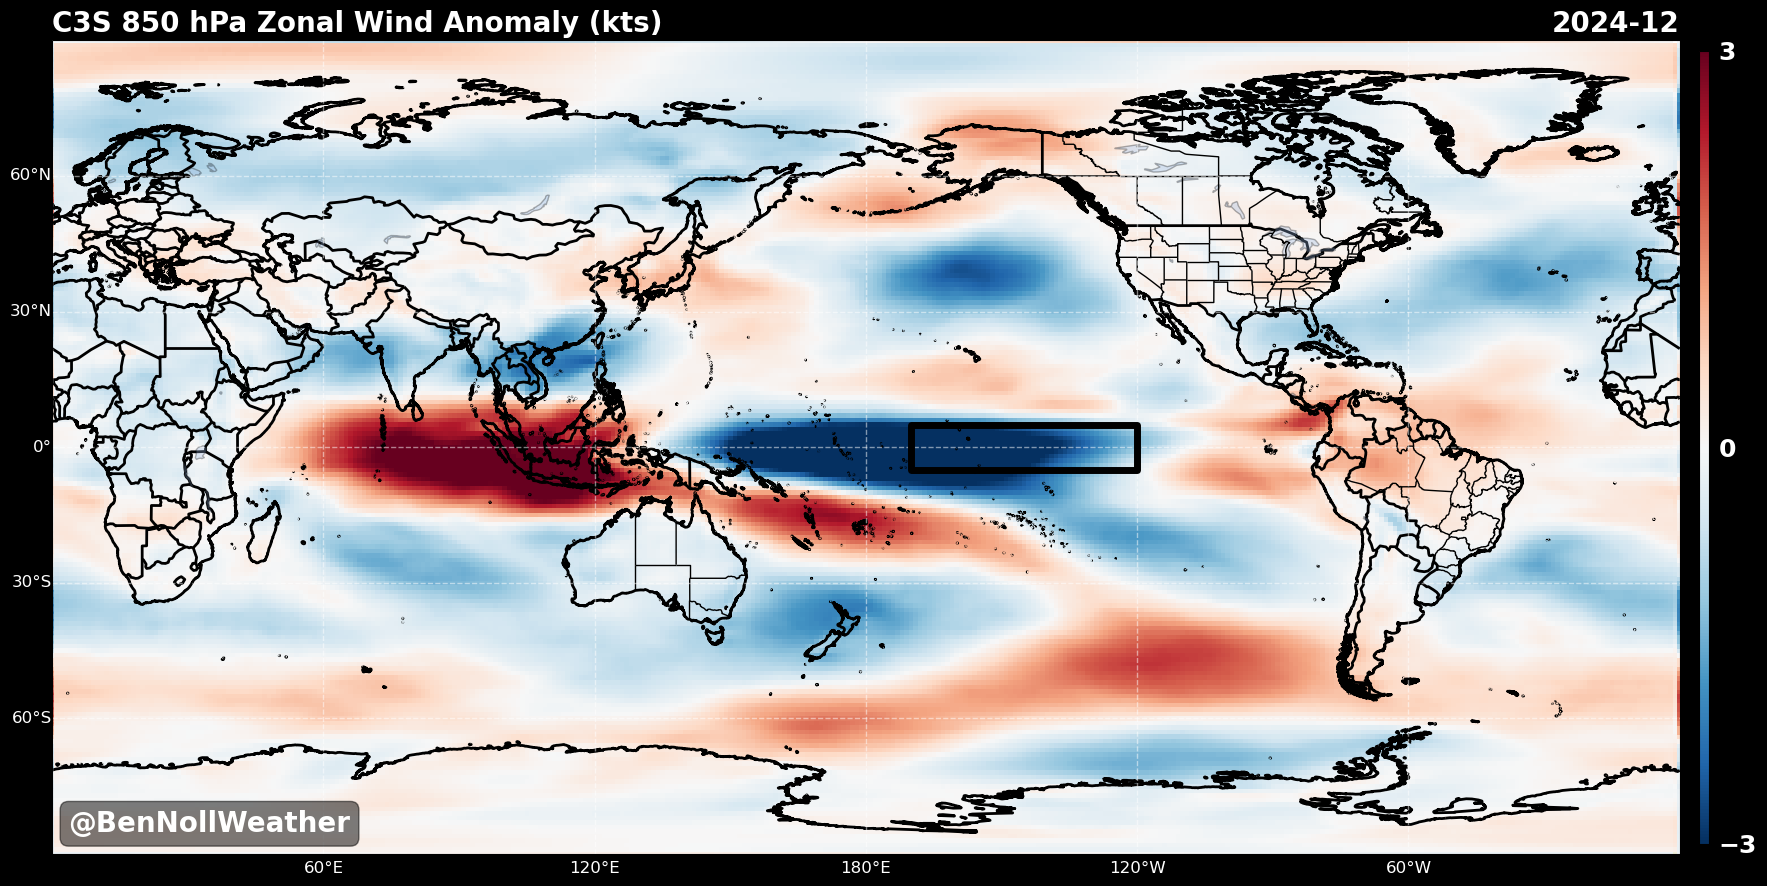 C3S 850 hPa Zonal Wind Anomaly (kts)
2024-12
3
0
−3
60°N
30°N
0°
30°S
60°S
60°E
120°E
180°E
120°W
60°W
@BenNollWeather